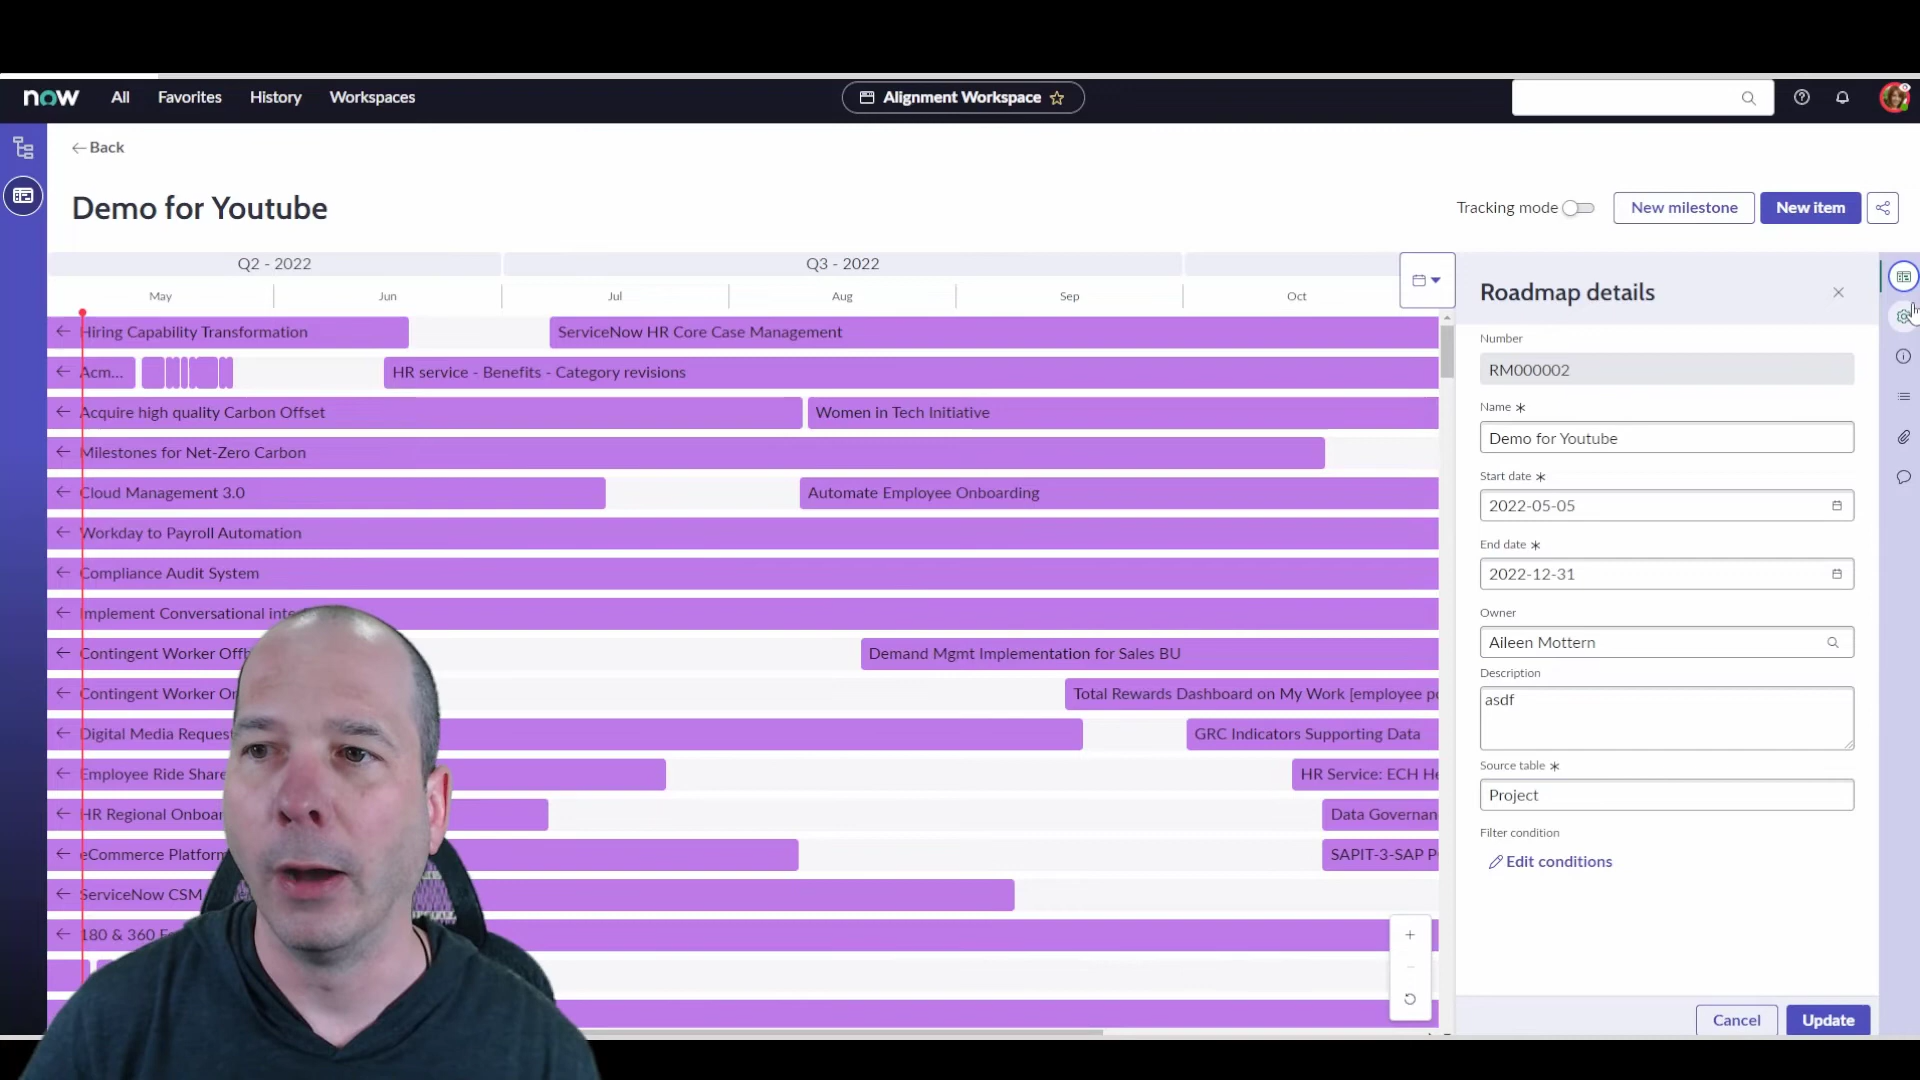 now
All
Favorites
History
Workspaces
Alignment Workspace
Back
Demo for Youtube
Tracking mode
New milestone
New item
Q2 - 2022
Q3 - 2022
May
Jun
Jul
Aug
Sep
Oct
Hiring Capability Transformation
ServiceNow HR Core Case Management
Acm...
HR service - Benefits - Category revisions
Acquire high quality Carbon Offset
Women in Tech Initiative
Milestones for Net-Zero Carbon
Cloud Management 3.0
Automate Employee Onboarding
Workday to Payroll Automation
Compliance Audit System
Implement Conversational
Contingent Worker
Demand Mgmt Implementation for Sales BU
Contingent Worker
Total Rewards Dashboard on My Work [employee
Digital Media
GRC Indicators Supporting Data
Employee Ride Share
HR Service: ECH
HR Regional
Data
eCommerce
SAPIT-3-SAP
ServiceNow CSM
180 & 360
Roadmap details
Number
RM000002
Name *
Demo for Youtube
Start date *
2022-05-05
End date *
2022-12-31
Owner
Aileen Mottern
Description
asdf
Source table *
Project
Filter condition
Edit conditions
Cancel
Update